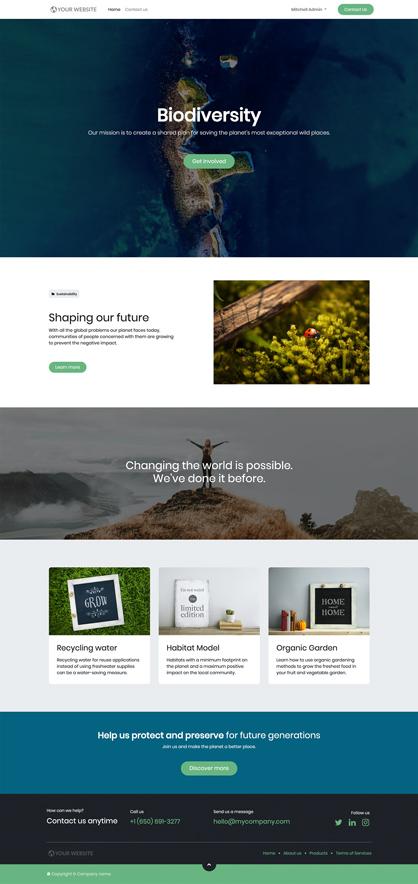 YOUR WEBSITE
Home
Contact us
Mitchell Admin
Contact Us
Biodiversity
Our mission is to create a shared plan for saving the planet's most exceptional wild places.
Get involved
Sustainability
Shaping our future
With all the global problems our planet faces today,
communities of people concerned with them are growing
to prevent the negative impact.
Learn more
Changing the world is possible.
We've done it before.
GROW
limited
edition
HOME
HOME
Recycling water
Recycling water for reuse applications
instead of using freshwater supplies
can be a water-saving measure.
Habitat Model
Habitats with a minimum footprint on
the planet and a maximum positive
impact on the local community.
Organic Garden
Learn how to use organic gardening
methods to grow the freshest food in
your fruit and vegetable garden.
Help us protect and preserve for future generations
Join us and make the planet a better place.
Discover more
How can we help?
Contact us anytime
Call us
+1 (650) 691-3277
Send us a message
hello@mycompany.com
Follow us
YOUR WEBSITE
Home • About us • Products • Terms of Services
Copyright © Company name